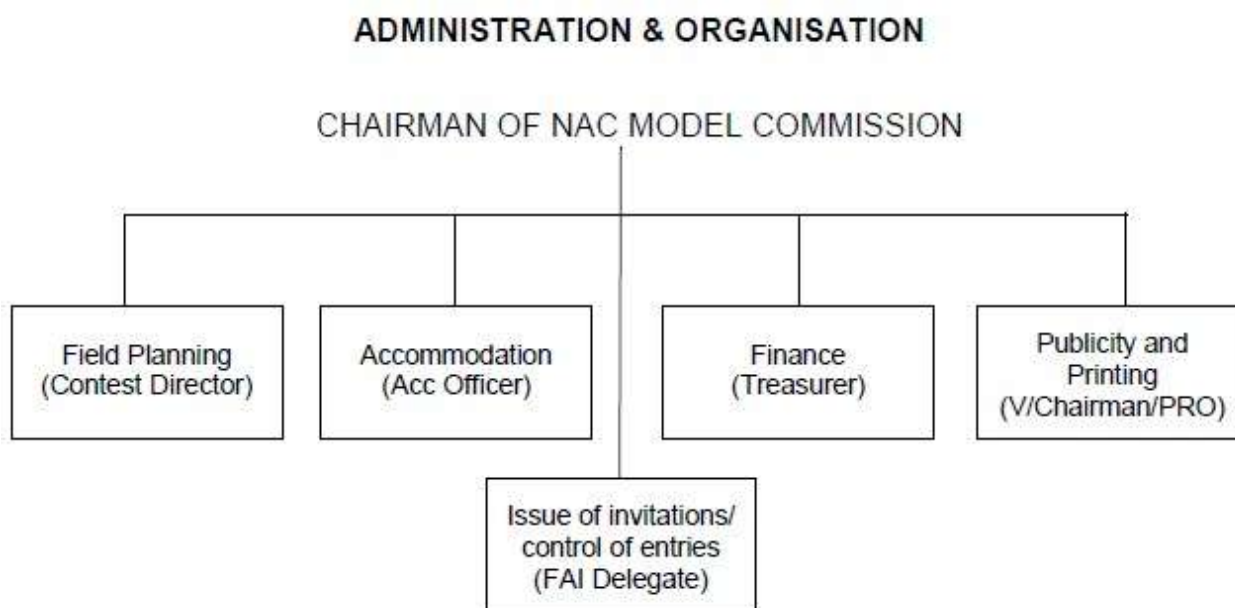 ADMINISTRATION & ORGANISATION
CHAIRMAN OF NAC MODEL COMMISSION
Field Planning
(Contest Director)
Accommodation
(Acc Officer)
Finance
(Treasurer)
Publicity and
Printing
(V/Chairman/PRO)
Issue of invitations/
control of entries
(FAI Delegate)